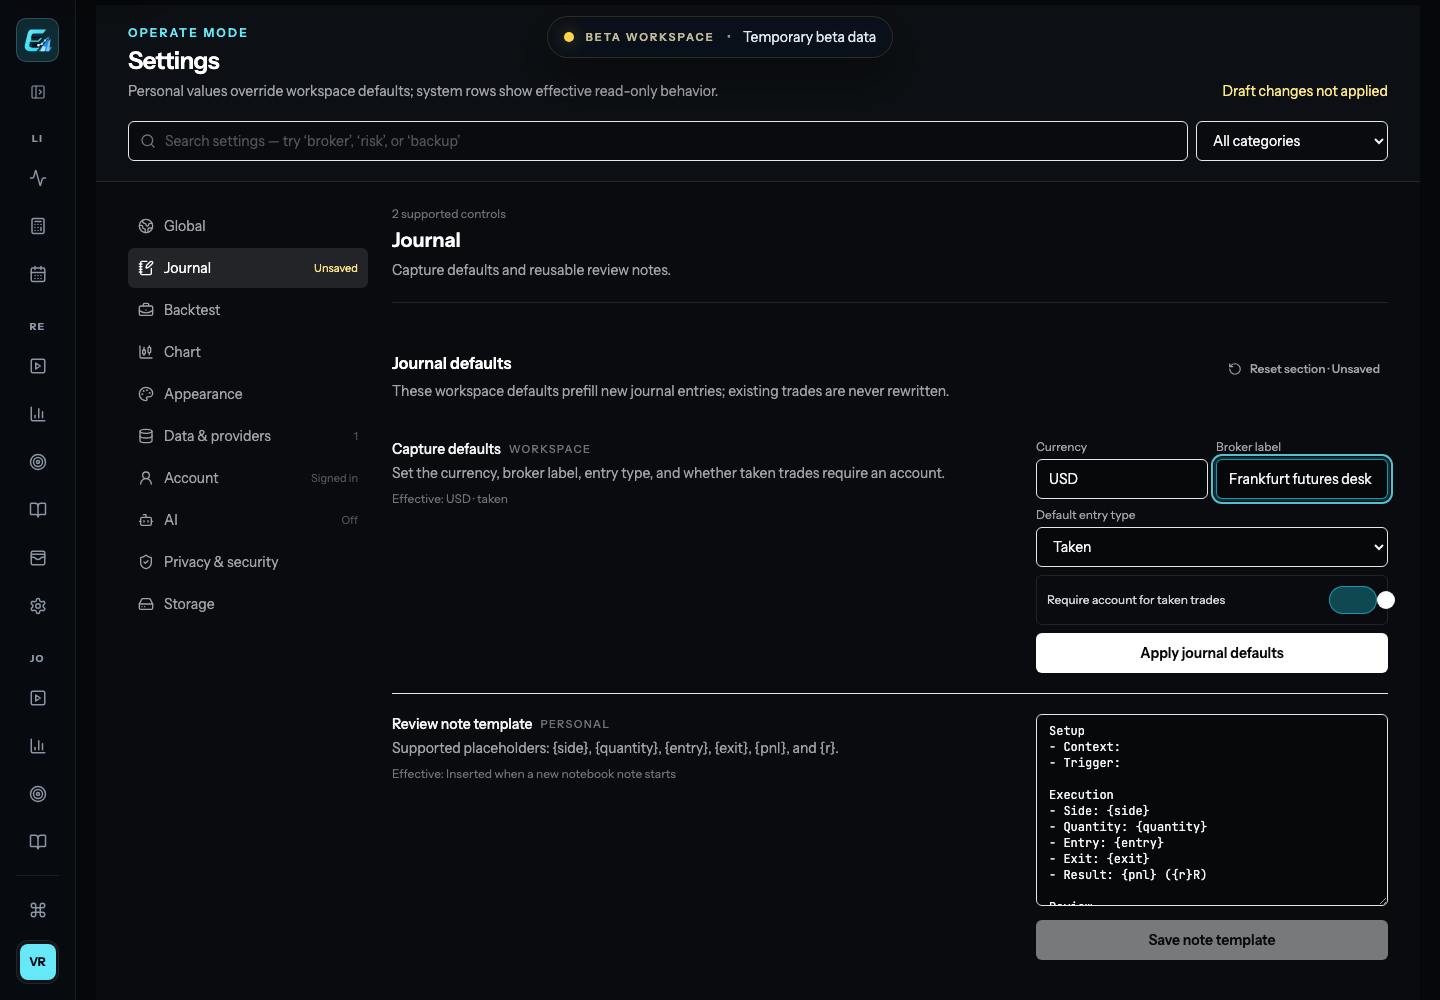 OPERATE MODE
Settings
BETA WORKSPACE · Temporary beta data
Personal values override workspace defaults; system rows show effective read-only behavior.
Draft changes not applied
Search settings — try ‘broker’, ‘risk’, or ‘backup’
All categories
LI
RE
JO
VR
Global
Journal
Unsaved
Backtest
Chart
Appearance
Data & providers
1
Account
Signed in
AI
Off
Privacy & security
Storage
2 supported controls
Journal
Capture defaults and reusable review notes.
Journal defaults
These workspace defaults prefill new journal entries; existing trades are never rewritten.
Reset section · Unsaved
Capture defaults WORKSPACE
Set the currency, broker label, entry type, and whether taken trades require an account.
Effective: USD · taken
Currency
Broker label
USD
Frankfurt futures desk
Default entry type
Taken
Require account for taken trades
Apply journal defaults
Review note template PERSONAL
Supported placeholders: {side}, {quantity}, {entry}, {exit}, {pnl}, and {r}.
Effective: Inserted when a new notebook note starts
Setup
- Context:
- Trigger:
Execution
- Side: {side}
- Quantity: {quantity}
- Entry: {entry}
- Exit: {exit}
- Result: {pnl} ({r}R)
Save note template